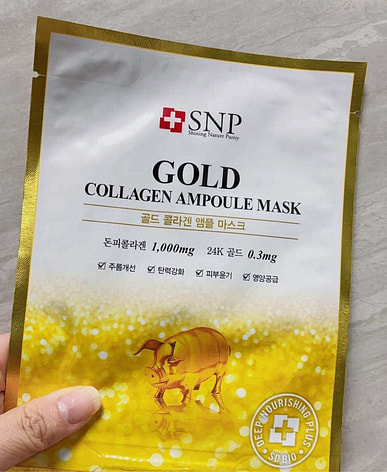 SNP
Shining Nature Purity
GOLD
COLLAGEN AMPOULE MASK
골드 콜라겐 앰플 마스크
돈피콜라겐 1,000mg 24K 골드 0.3mg
주름개선 탄력강화 피부윤기 영양공급
DEEP NOURISHING PLUS
S.O.BIO